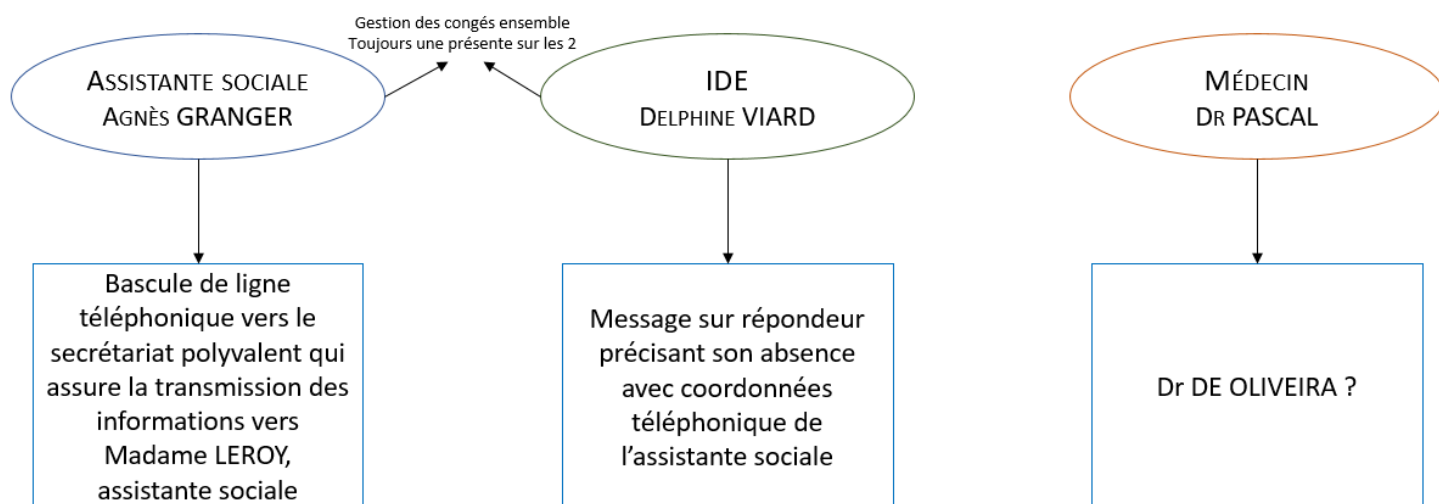 Gestion des congés ensemble
Toujours une présente sur les 2
Assistante sociale
Agnès GRANGER
IDE
Delphine VIARD
Médecin
Dr PASCAL
Bascule de ligne
téléphonique vers le
secrétariat polyvalent qui
assure la transmission des
informations vers
Madame LEROY,
assistante sociale
Message sur répondeur
précisant son absence
avec coordonnées
téléphonique de
l’assistante sociale
Dr DE OLIVEIRA ?